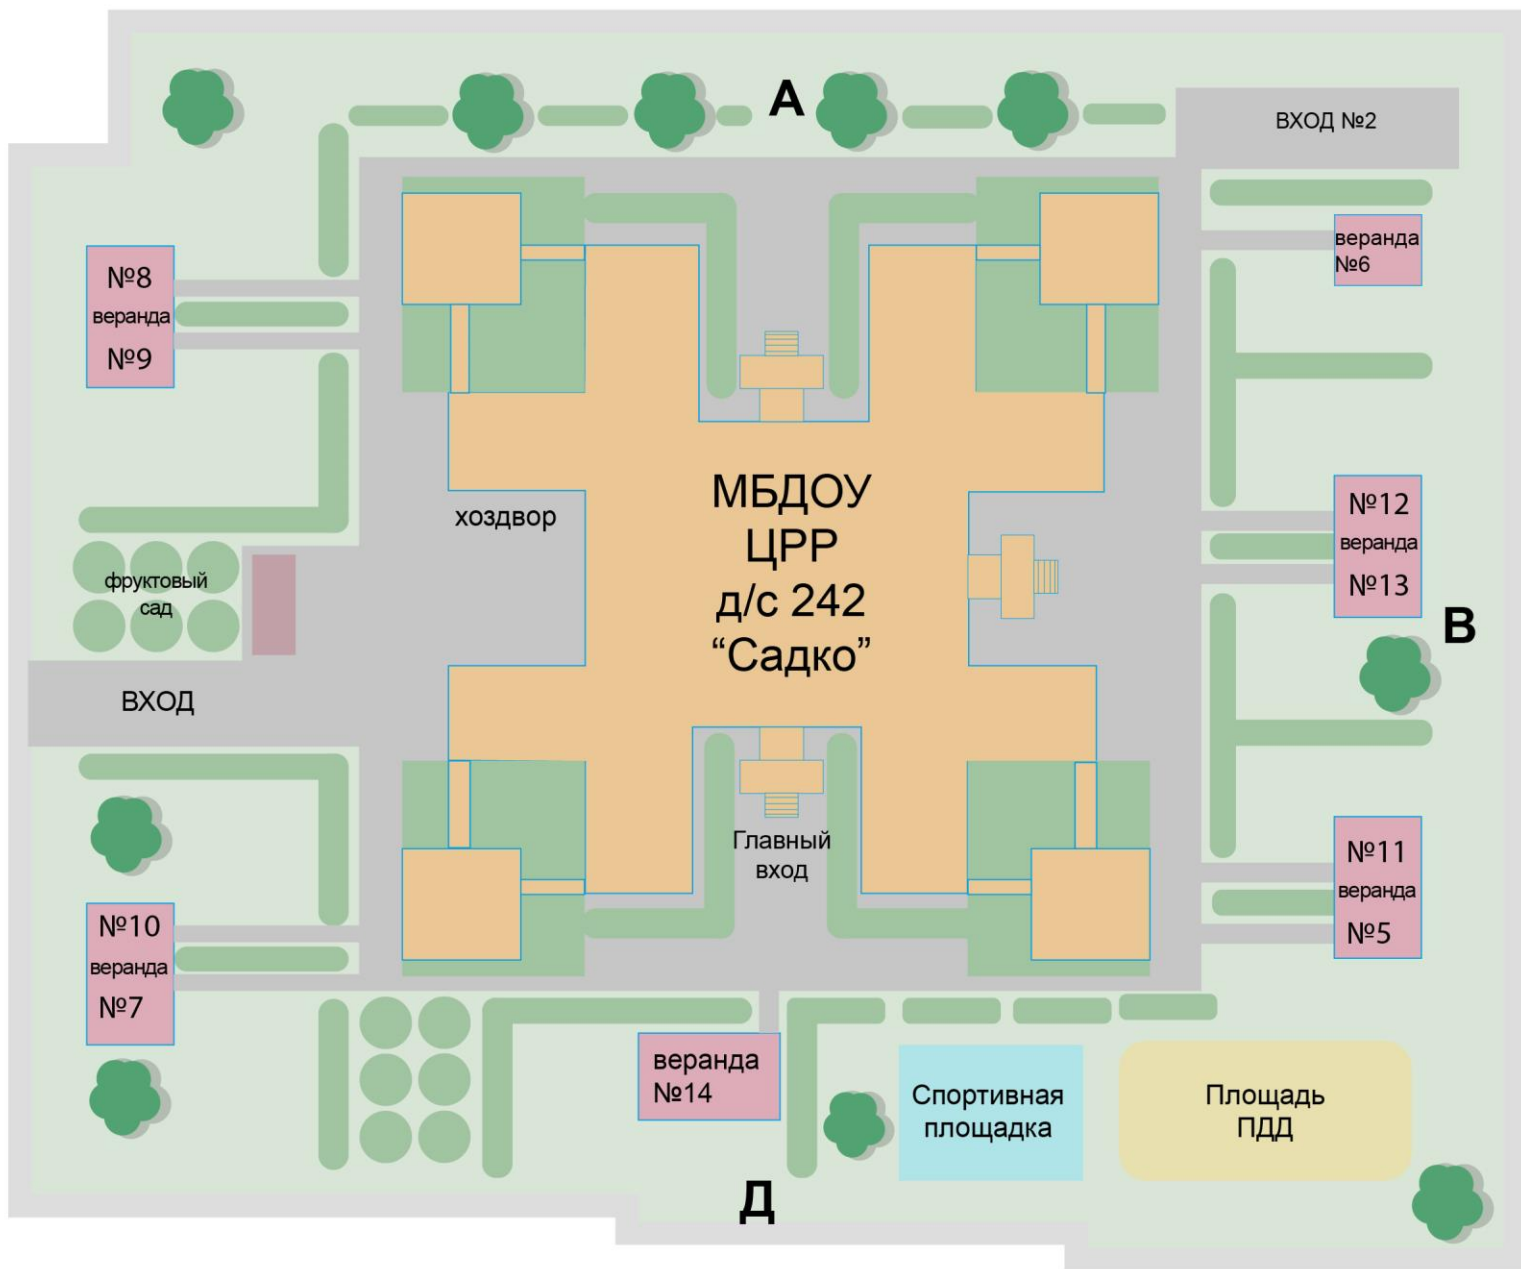 А
ВХОД №2
№8
веранда
№9
веранда
№6
МБДОУ
ЦРР
д/с 242
“Садко”
хоздвор
№12
веранда
№13
фруктовый
сад
В
ВХОД
Главный
вход
№11
веранда
№5
№10
веранда
№7
веранда
№14
Спортивная
площадка
Площадь
ПДД
Д